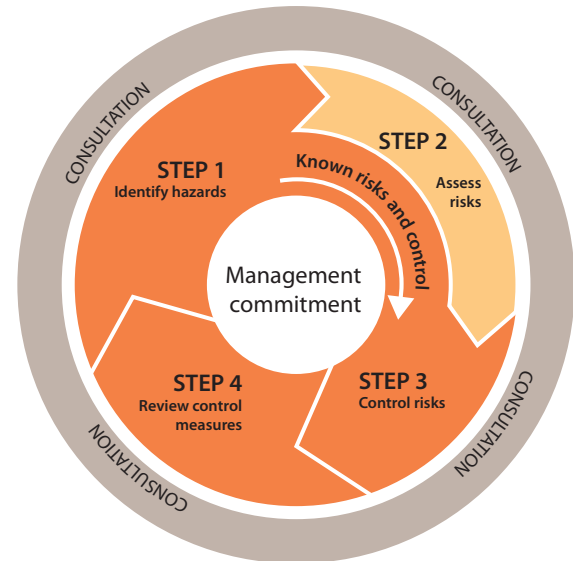 CONSULTATION
CONSULTATION
STEP 1
Identify hazards
STEP 2
Assess
risks
Known risks and control
Management
commitment
STEP 3
Control risks
STEP 4
Review control
measures
CONSULTATION
CONSULTATION